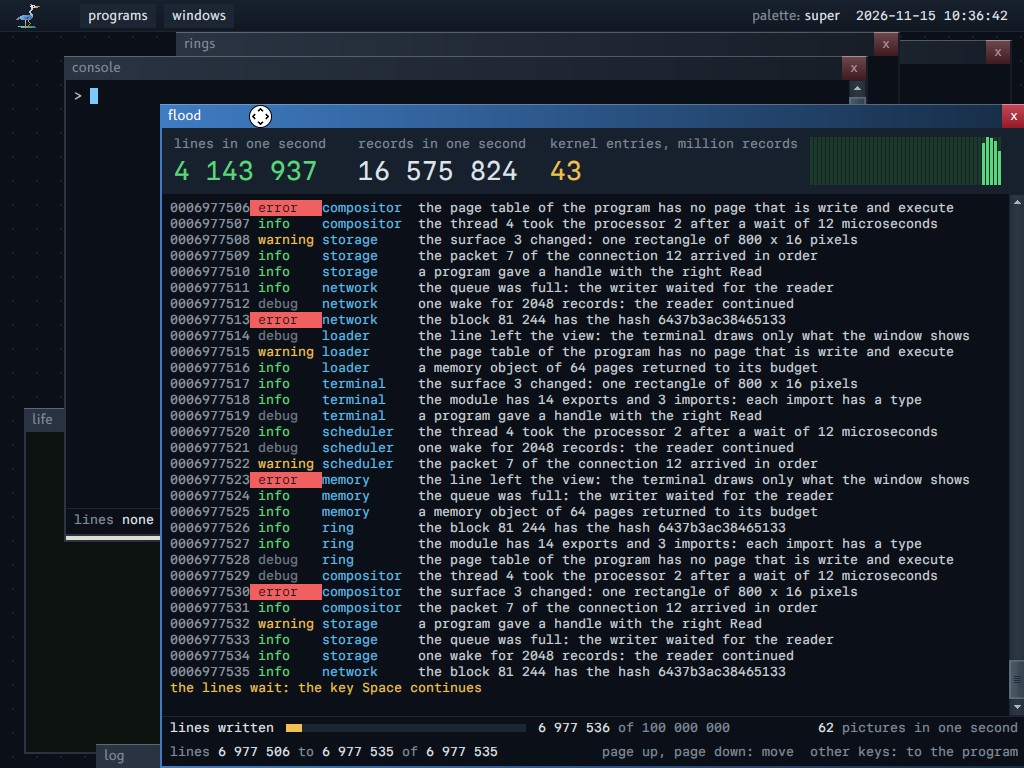 programs windows palette: super 2026-11-15 10:36:42
rings x
x
console x
>
flood x
lines in one second records in one second kernel entries, million records
4 143 937 16 575 824 43
0006977506 error compositor the page table of the program has no page that is write and execute
0006977507 info compositor the thread 4 took the processor 2 after a wait of 12 microseconds
0006977508 warning storage the surface 3 changed: one rectangle of 800 x 16 pixels
0006977509 info storage the packet 7 of the connection 12 arrived in order
0006977510 info storage a program gave a handle with the right Read
0006977511 info network the queue was full: the writer waited for the reader
0006977512 debug network one wake for 2048 records: the reader continued
0006977513 error network the block 81 244 has the hash 6437b3ac38465133
0006977514 debug loader the line left the view: the terminal draws only what the window shows
0006977515 warning loader the page table of the program has no page that is write and execute
0006977516 info loader a memory object of 64 pages returned to its budget
0006977517 info terminal the surface 3 changed: one rectangle of 800 x 16 pixels
0006977518 info terminal the module has 14 exports and 3 imports: each import has a type
0006977519 debug terminal a program gave a handle with the right Read
0006977520 info scheduler the thread 4 took the processor 2 after a wait of 12 microseconds
0006977521 debug scheduler one wake for 2048 records: the reader continued
0006977522 warning scheduler the packet 7 of the connection 12 arrived in order
0006977523 error memory the line left the view: the terminal draws only what the window shows
0006977524 info memory the queue was full: the writer waited for the reader
0006977525 info memory a memory object of 64 pages returned to its budget
0006977526 info ring the block 81 244 has the hash 6437b3ac38465133
0006977527 info ring the module has 14 exports and 3 imports: each import has a type
0006977528 debug ring the page table of the program has no page that is write and execute
0006977529 debug compositor the thread 4 took the processor 2 after a wait of 12 microseconds
0006977530 error compositor the surface 3 changed: one rectangle of 800 x 16 pixels
0006977531 info compositor the packet 7 of the connection 12 arrived in order
0006977532 warning storage a program gave a handle with the right Read
0006977533 info storage the queue was full: the writer waited for the reader
0006977534 info storage one wake for 2048 records: the reader continued
0006977535 info network the block 81 244 has the hash 6437b3ac38465133
the lines wait: the key Space continues
lines written 6 977 536 of 100 000 000 62 pictures in one second
lines 6 977 506 to 6 977 535 of 6 977 535 page up, page down: move other keys: to the program
life
lines none
log